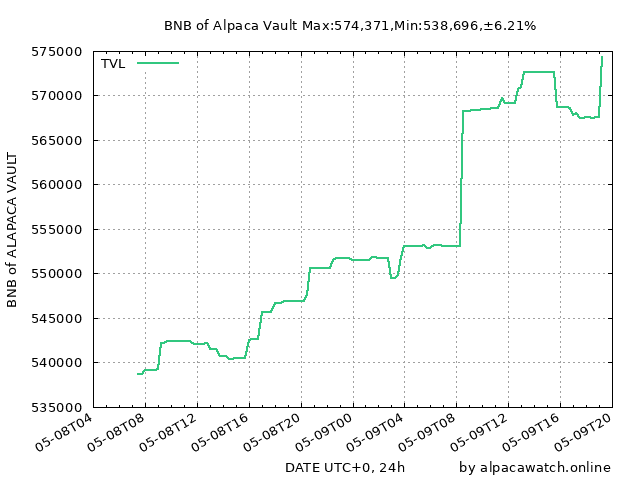 BNB of Alpaca Vault Max:574,371,Min:538,696,±6.21%
TVL
575000
570000
565000
560000
555000
550000
545000
540000
535000
BNB of ALAPACA VAULT
05-08T04
05-08T08
05-08T12
05-08T16
05-08T20
05-09T00
05-09T04
05-09T08
05-09T12
05-09T16
05-09T20
DATE UTC+0, 24h
by alpacawatch.online